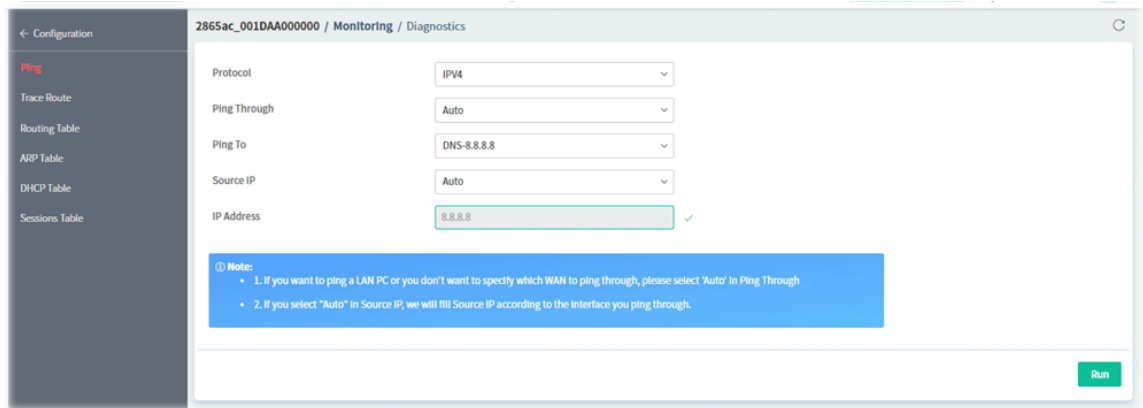 ← Configuration
2865ac_001DAA000000 / Monitoring / Diagnostics
Ping
Trace Route
Routing Table
ARP Table
DHCP Table
Sessions Table
Protocol
IPV4
Ping Through
Auto
Ping To
DNS-8.8.8.8
Source IP
Auto
IP Address
8.8.8.8
Note:
• 1. If you want to ping a LAN PC or you don't want to specify which WAN to ping through, please select 'Auto' in Ping Through
• 2. If you select "Auto" in Source IP, we will fill Source IP according to the interface you ping through.
Run